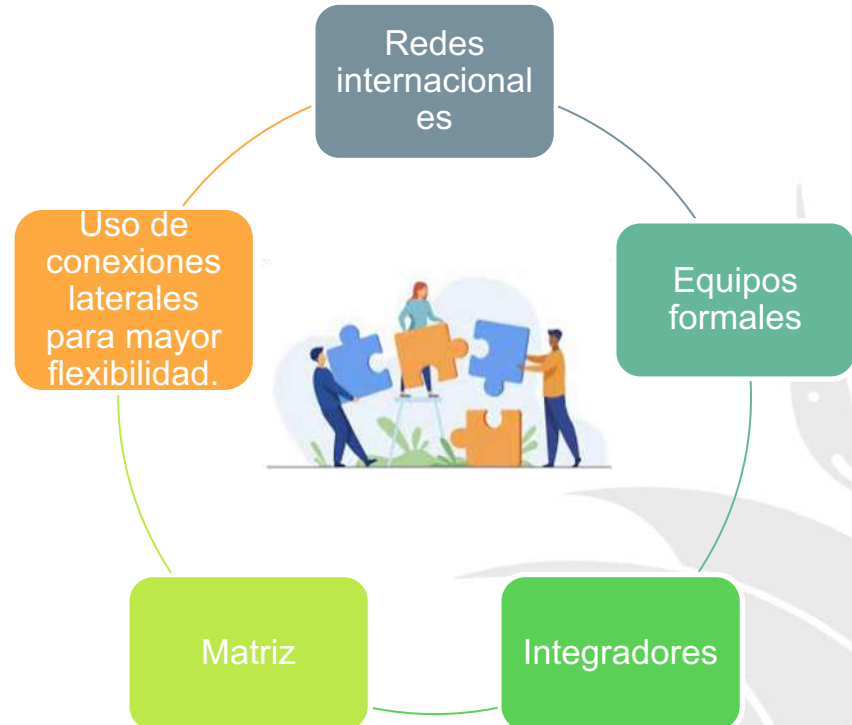 Redes
internacional
es
Equipos
formales
Integradores
Matriz
Uso de
conexiones
laterales
para mayor
flexibilidad.